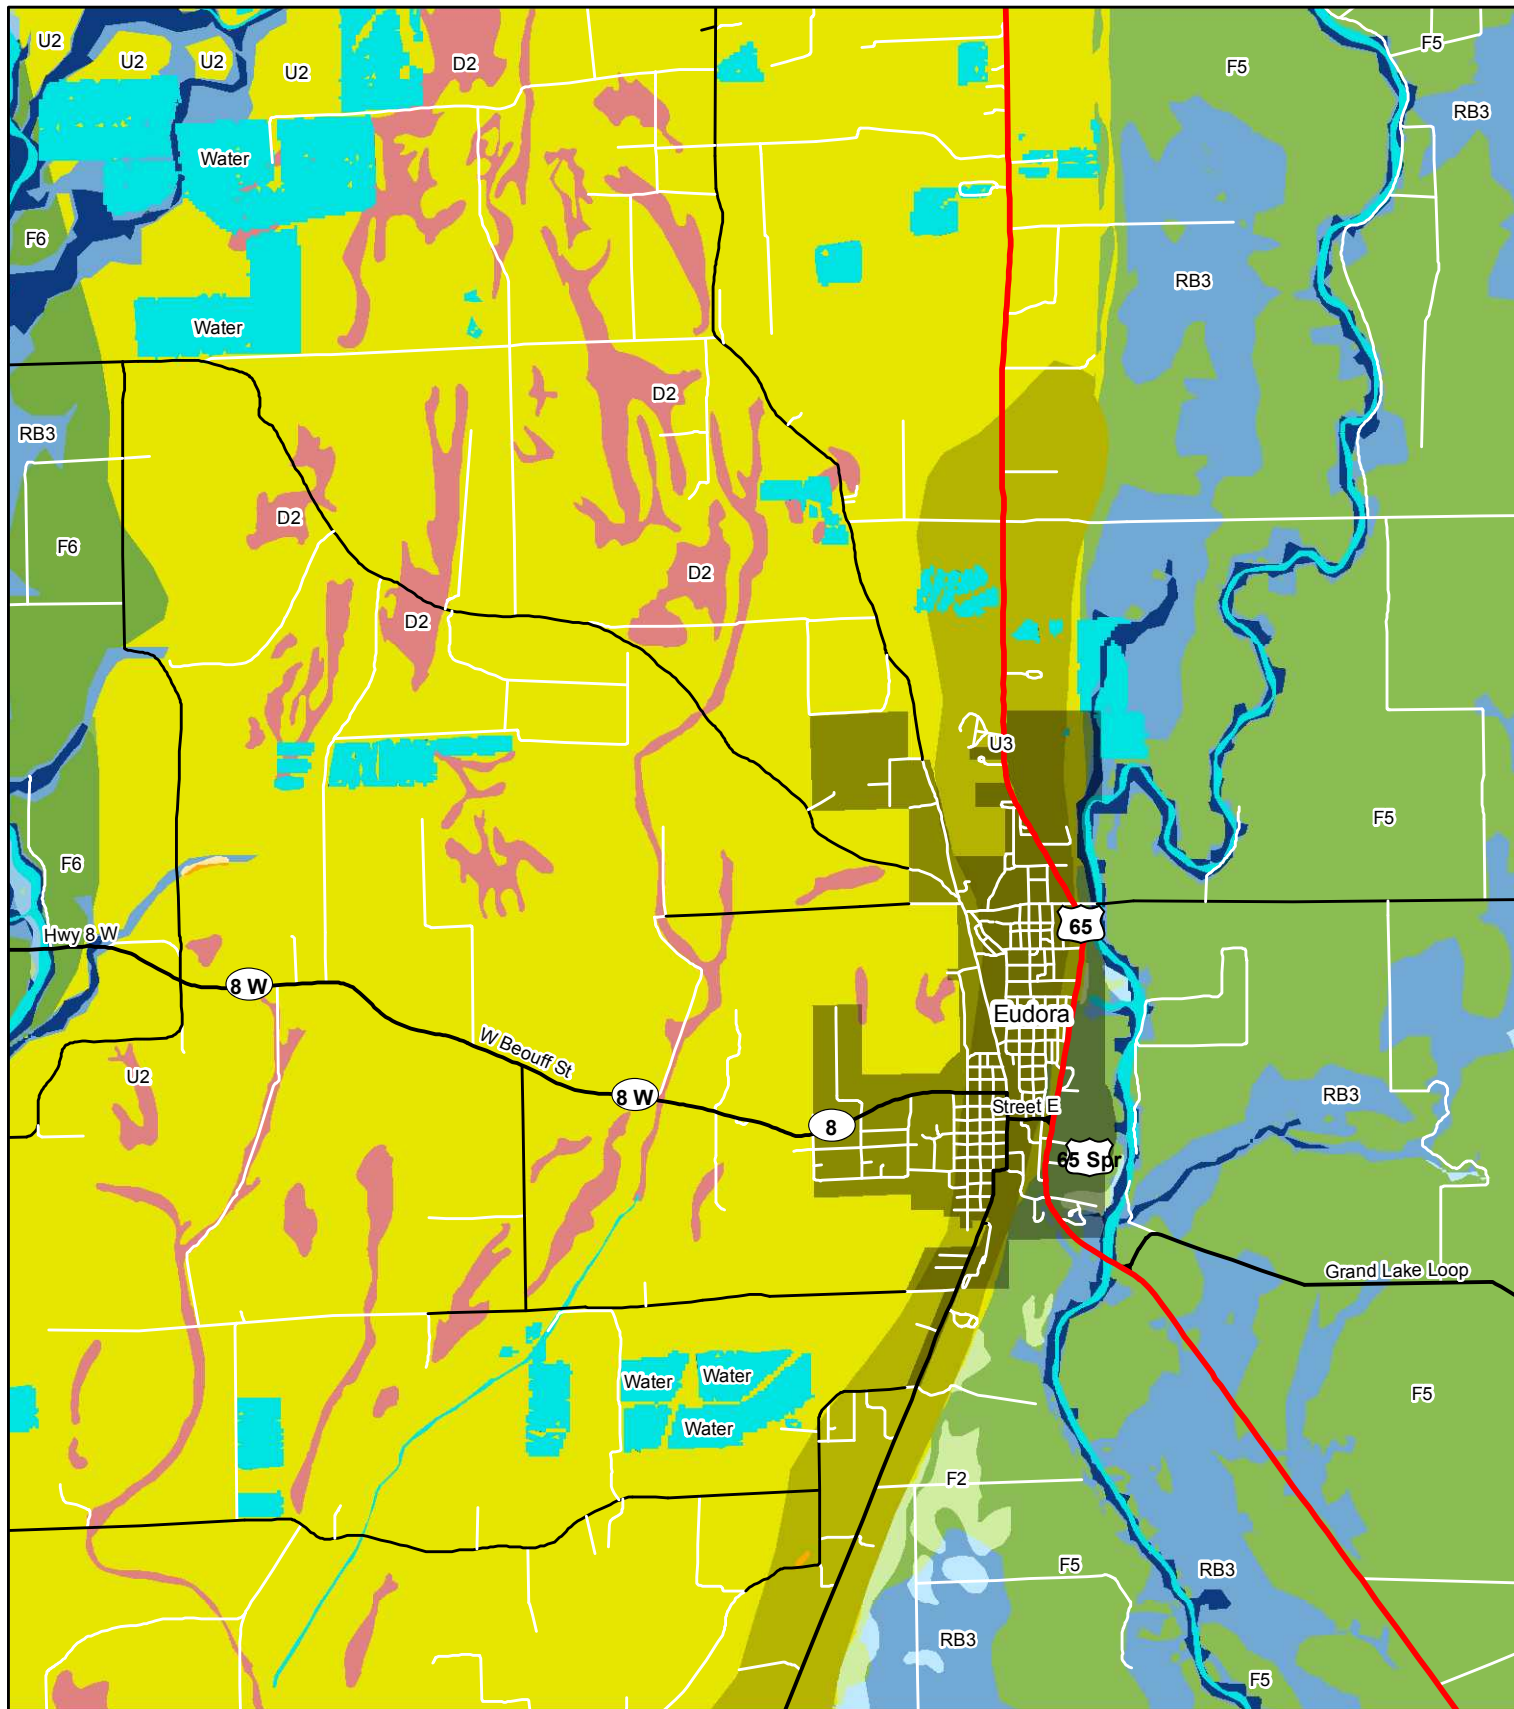 U2
U2
U2
U2
D2
F5
F5
RB3
Water
F6
RB3
Water
D2
RB3
D2
F6
D2
D2
U3
F5
F6
65
Hwy 8 W
8 W
Eudora
W Beouff St
U2
8 W
8
Street E
RB3
65 Spr
Grand Lake Loop
Water
Water
F5
Water
F2
F5
RB3
RB3
F5